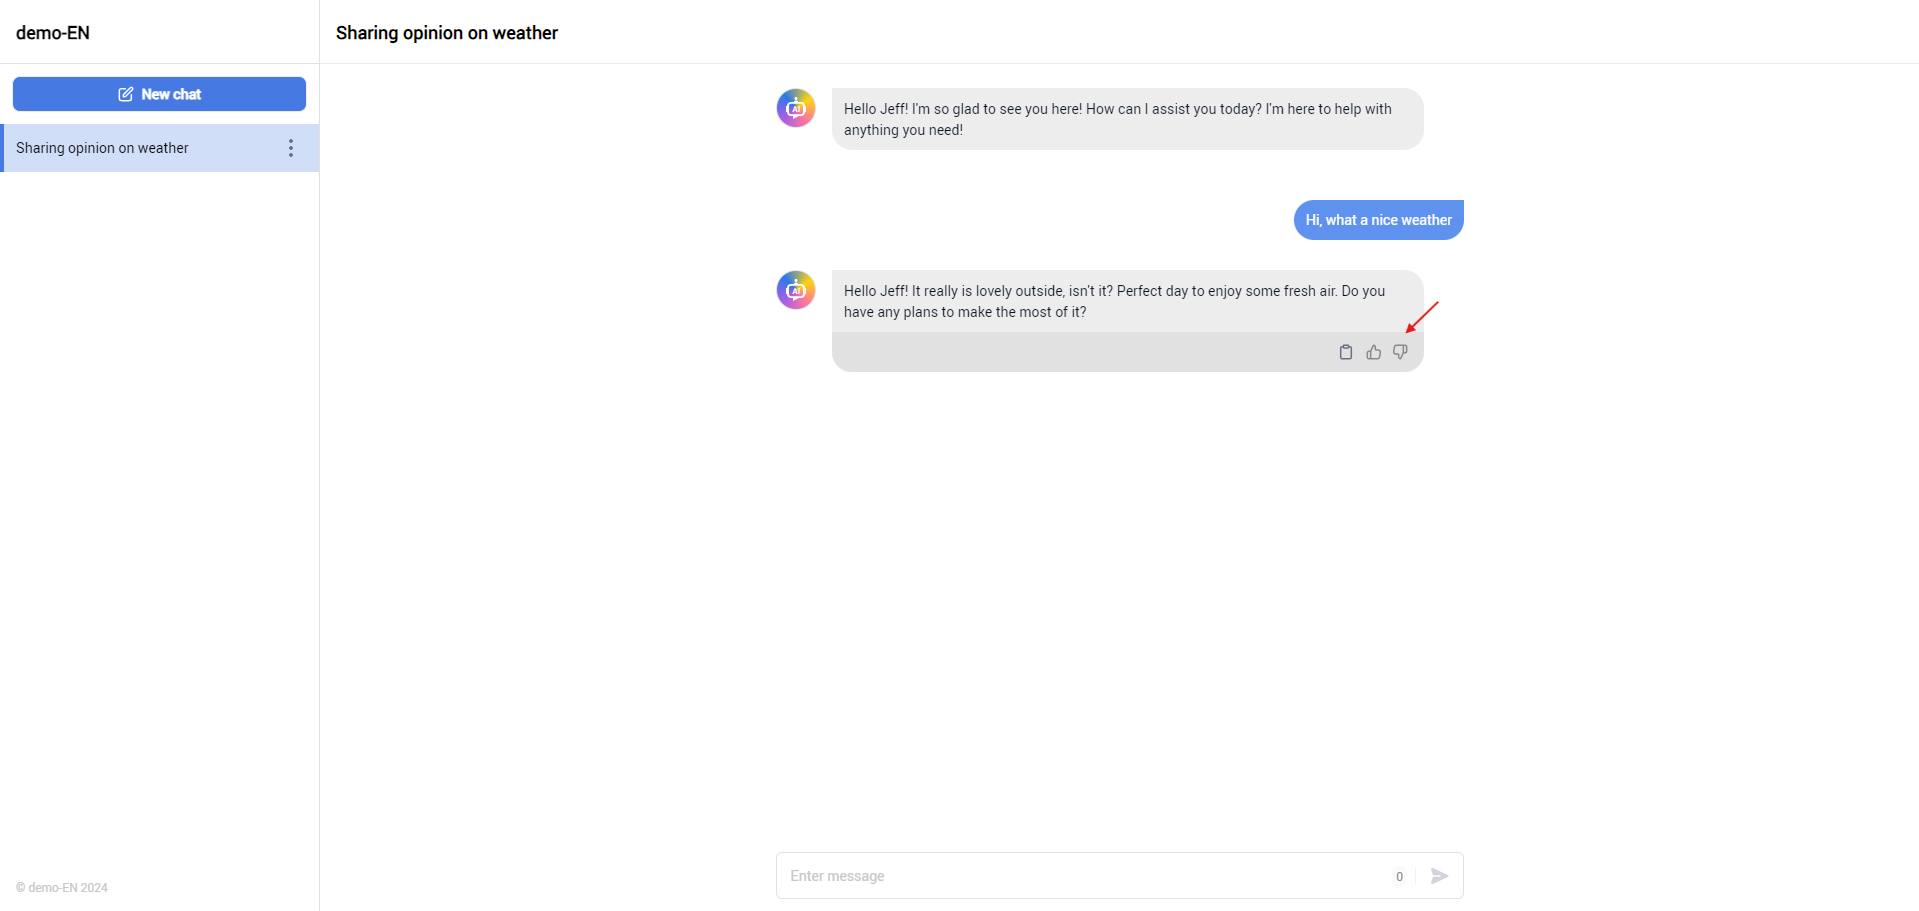 demo-EN
Sharing opinion on weather
New chat
Sharing opinion on weather
AI
Hello Jeff! I'm so glad to see you here! How can I assist you today? I'm here to help with
anything you need!
Hi, what a nice weather
AI
Hello Jeff! It really is lovely outside, isn't it? Perfect day to enjoy some fresh air. Do you
have any plans to make the most of it?
Enter message
0
© demo-EN 2024